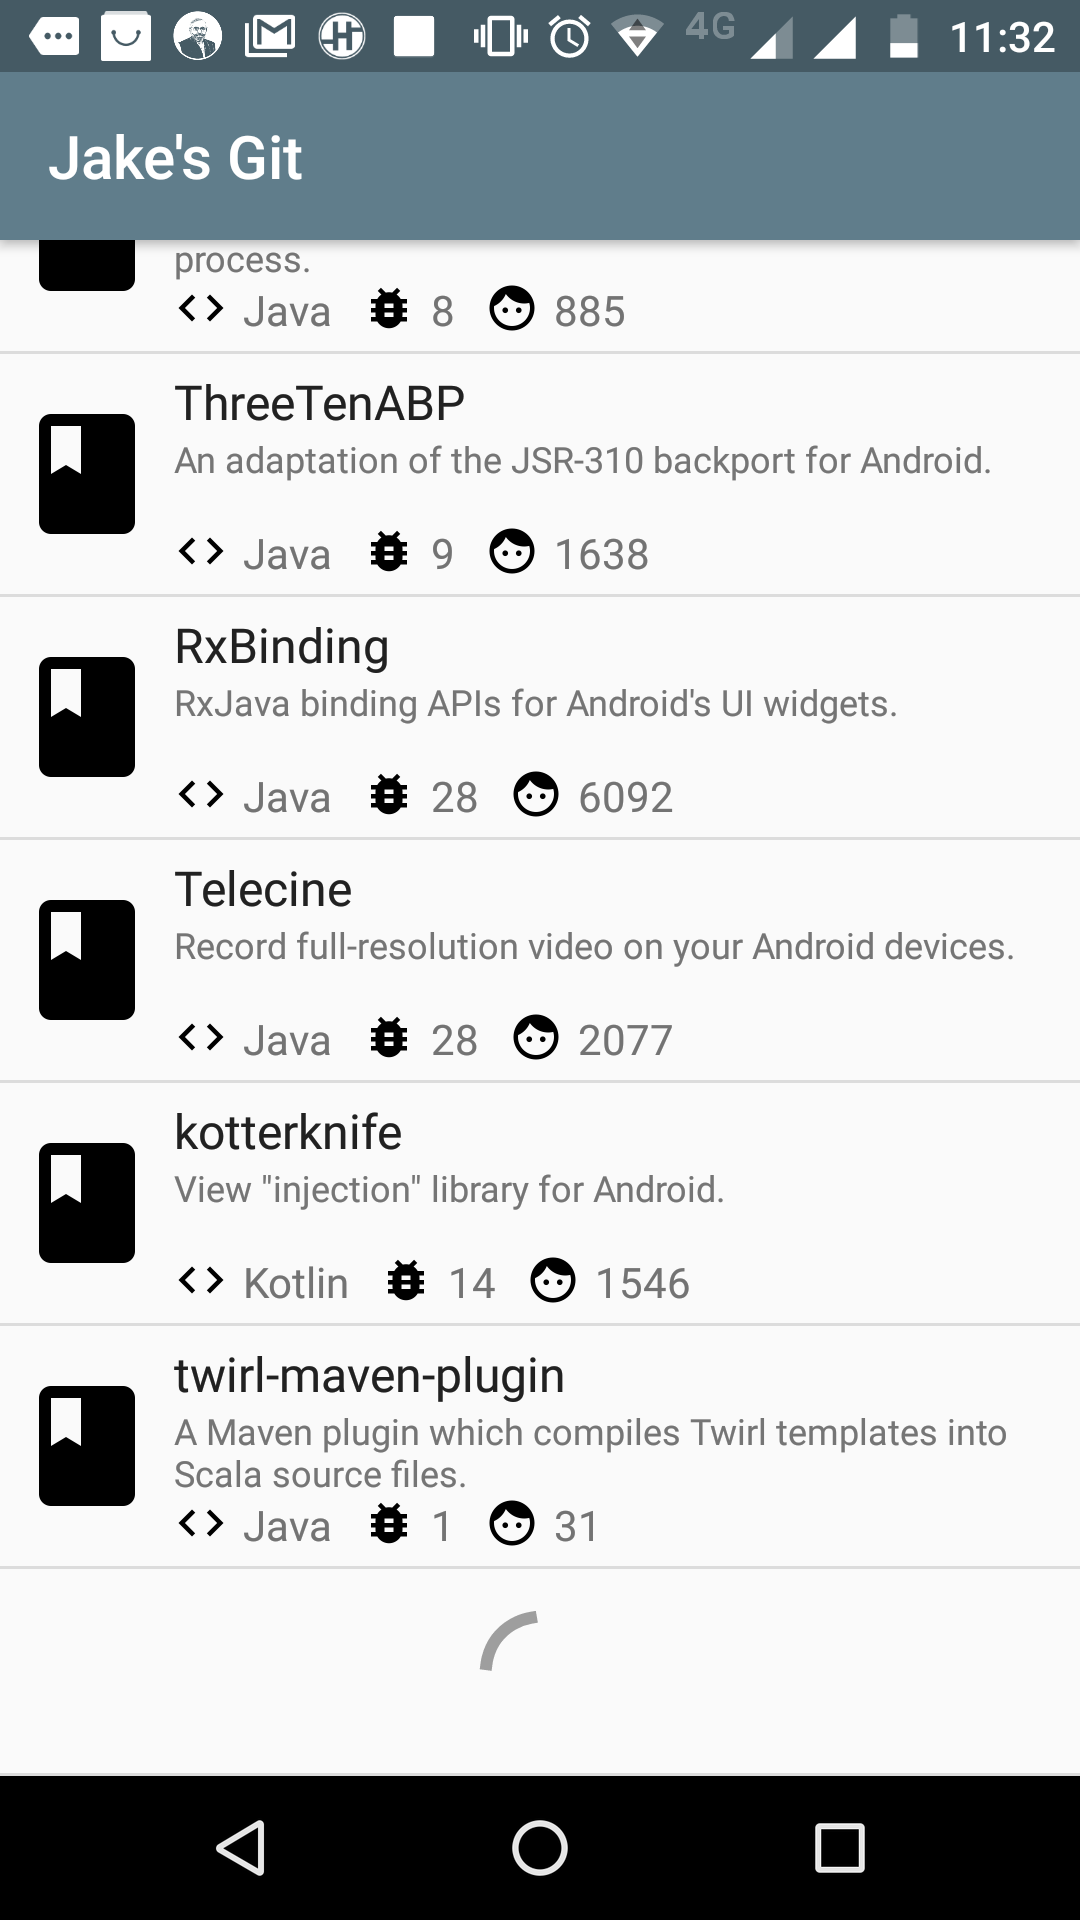 4G 11:32
Jake's Git
process.
Java 8 885
ThreeTenABP
An adaptation of the JSR-310 backport for Android.
Java 9 1638
RxBinding
RxJava binding APIs for Android's UI widgets.
Java 28 6092
Telecine
Record full-resolution video on your Android devices.
Java 28 2077
kotterknife
View "injection" library for Android.
Kotlin 14 1546
twirl-maven-plugin
A Maven plugin which compiles Twirl templates into
Scala source files.
Java 1 31